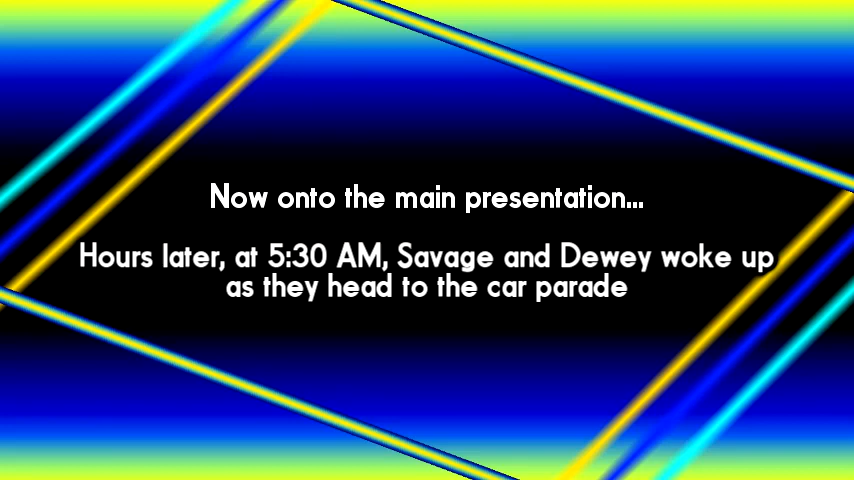 Now onto the main presentation...
Hours later, at 5:30 AM, Savage and Dewey woke up
as they head to the car parade